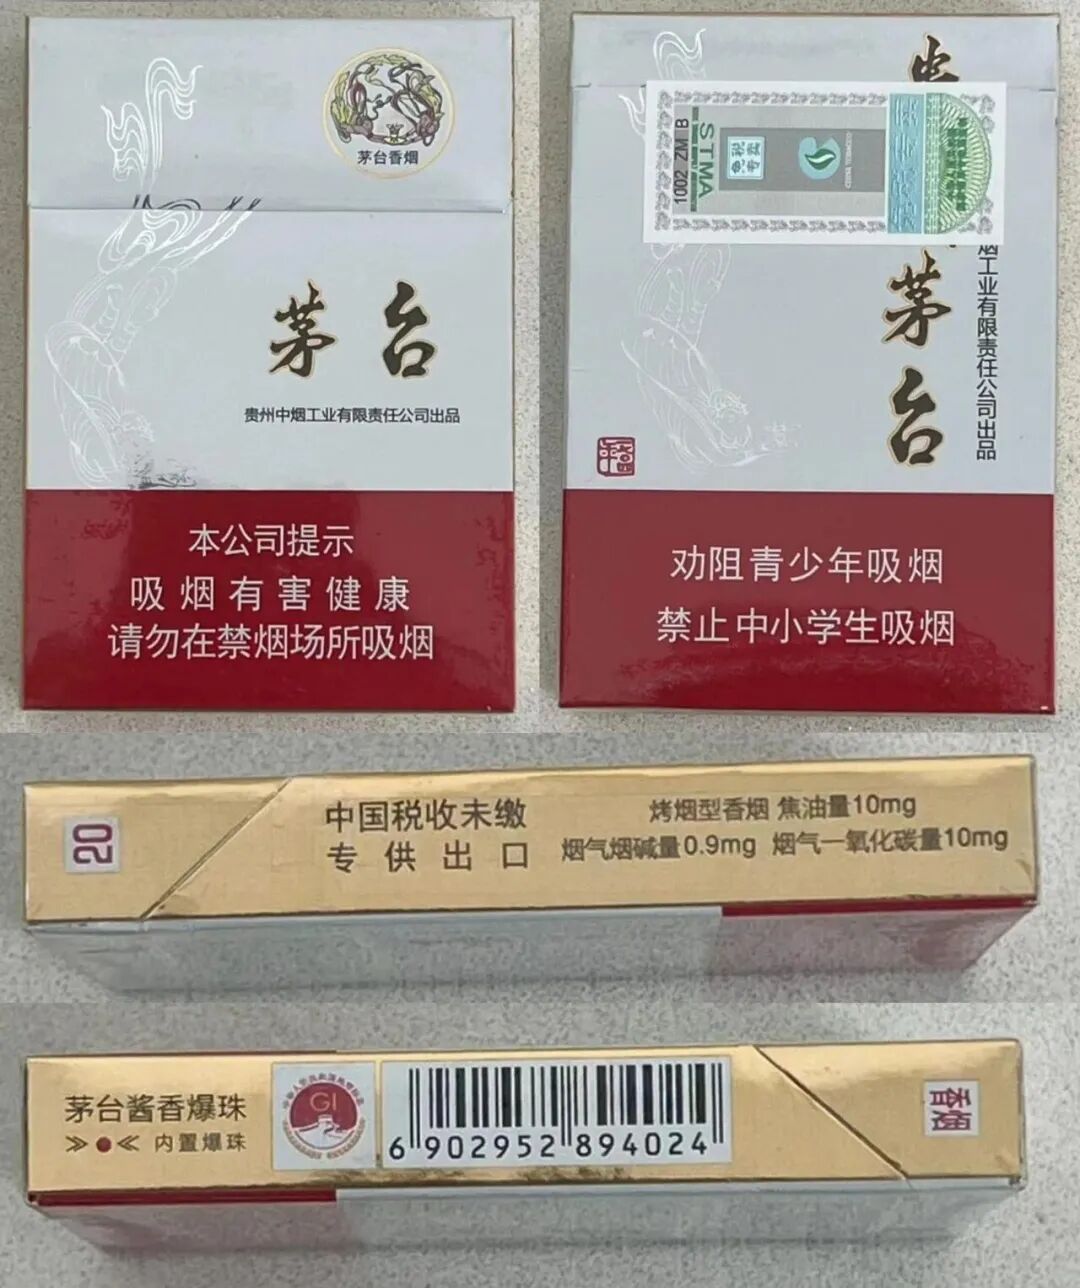 茅台香烟
茅台
贵州中烟工业有限责任公司出品
本公司提示
吸烟有害健康
请勿在禁烟场所吸烟
1002 ZM B
STMA
免税
专卖
CHINA TOBACCO
茅台
烟工业有限责任公司出品
劝阻青少年吸烟
禁止中小学生吸烟
20
中国税收未缴
专供出口
烤烟型香烟 焦油量10mg
烟气烟碱量0.9mg 烟气一氧化碳量10mg
茅台酱香爆珠
内置爆珠
GI
6 902952 894024
香烟